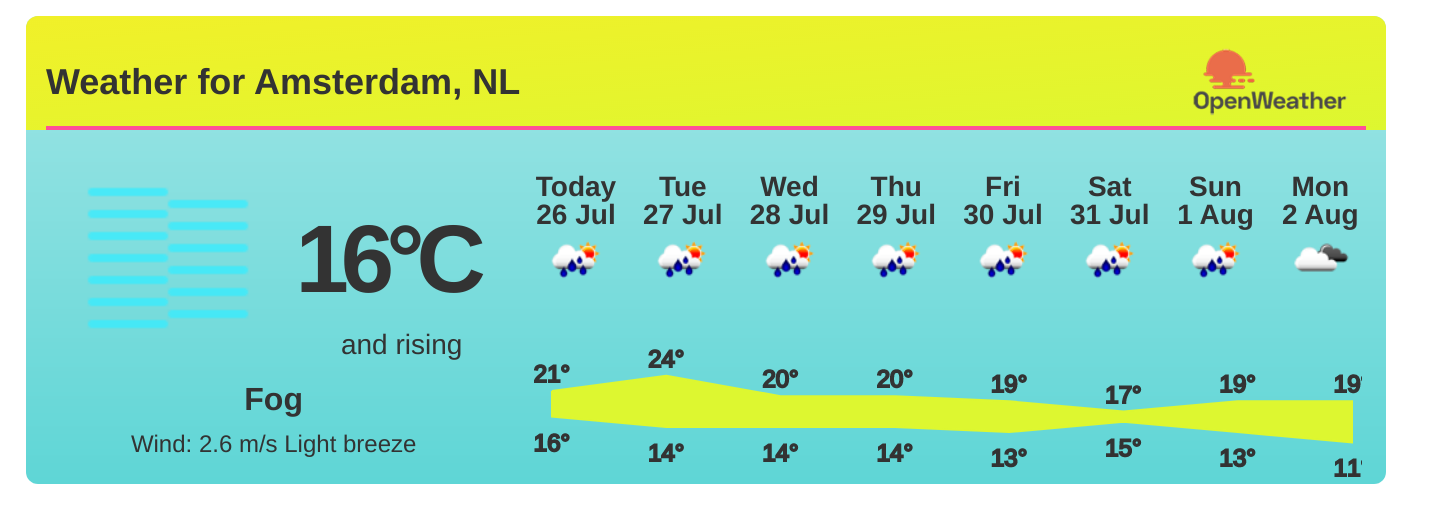 Weather for Amsterdam, NL
OpenWeather
16°C
and rising
Fog
Wind: 2.6 m/s Light breeze
Today Tue Wed Thu Fri Sat Sun Mon
26 Jul 27 Jul 28 Jul 29 Jul 30 Jul 31 Jul 1 Aug 2 Aug
21° 24° 20° 20° 19° 17° 19° 19°
16° 14° 14° 14° 13° 15° 13° 11°